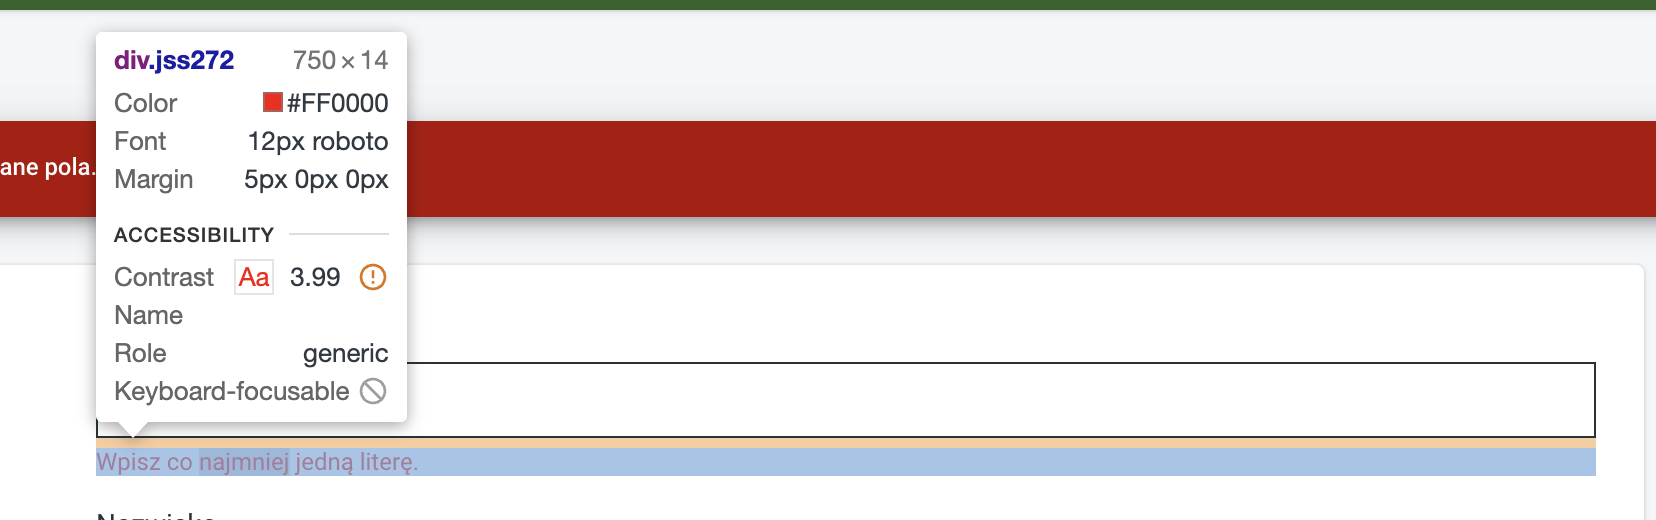 div.jss272 750 × 14
Color #FF0000
Font 12px roboto
Margin 5px 0px 0px
ane pola.
ACCESSIBILITY
Contrast Aa 3.99
Name
Role generic
Keyboard-focusable
Wpisz co najmniej jedną literę.